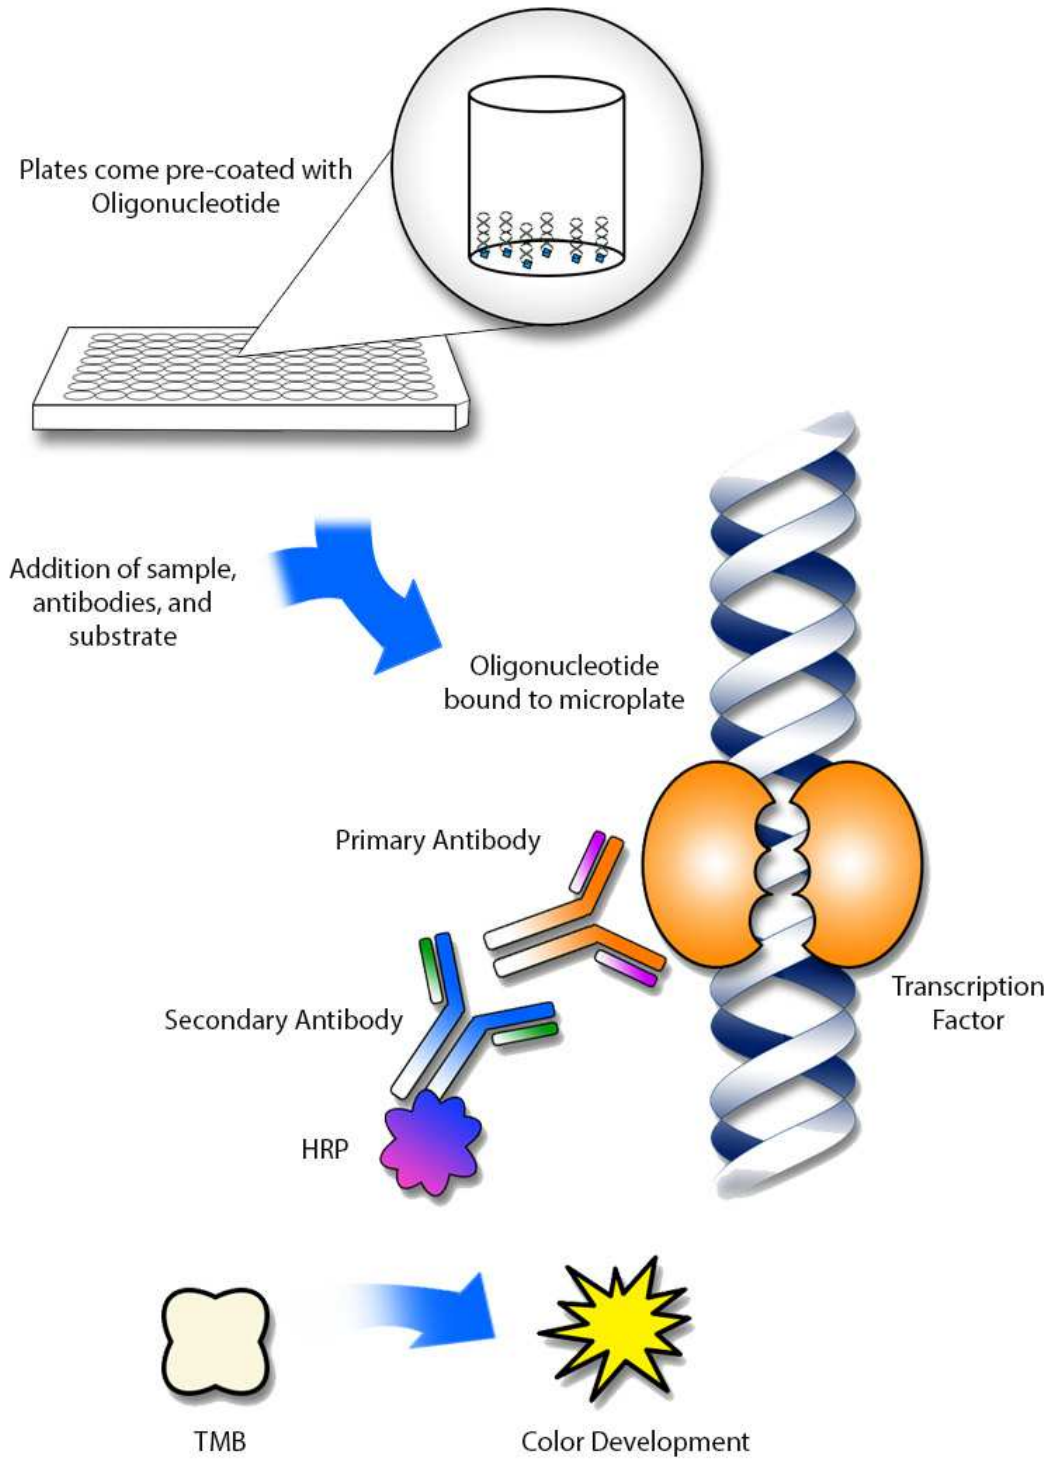 Plates come pre-coated with
Oligonucleotide
Addition of sample,
antibodies, and
substrate
Oligonucleotide
bound to microplate
Primary Antibody
Secondary Antibody
Transcription
Factor
HRP
TMB
Color Development